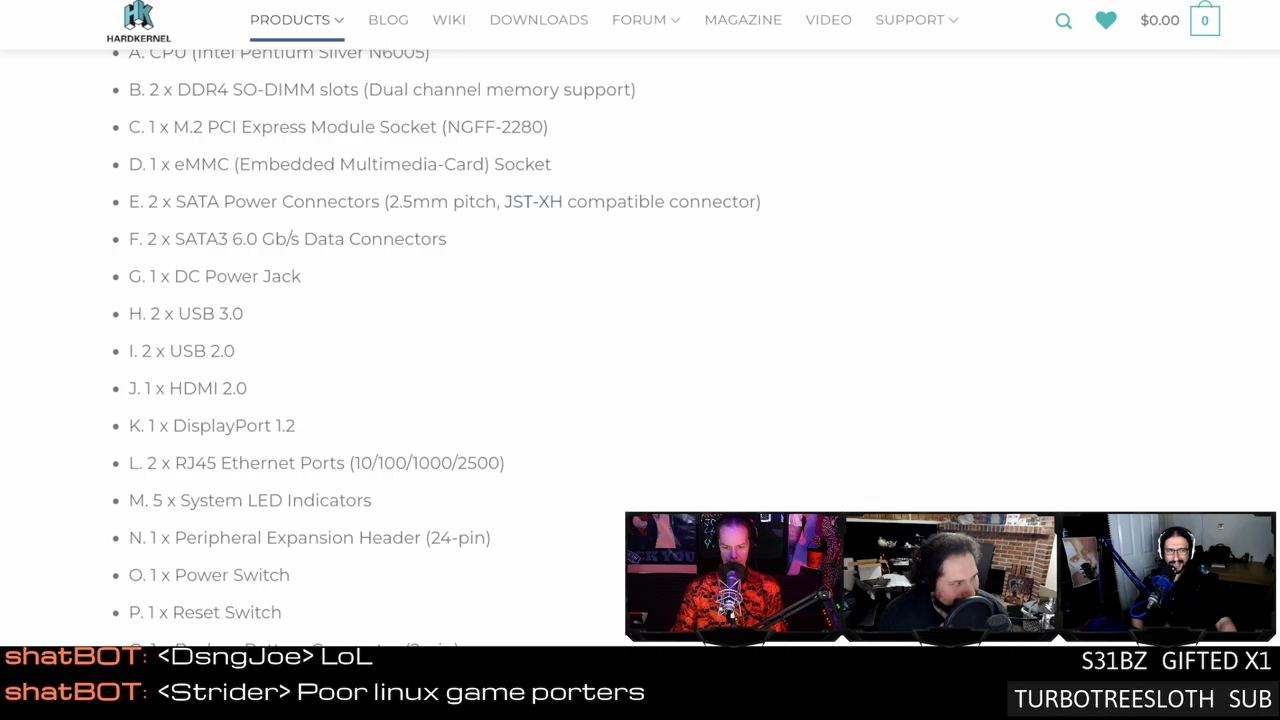 HARDKERNEL
PRODUCTS
BLOG
WIKI
DOWNLOADS
FORUM
MAGAZINE
VIDEO
SUPPORT
$0.00
0
A. CPU (Intel Pentium Silver N6005)
B. 2 x DDR4 SO-DIMM slots (Dual channel memory support)
C. 1 x M.2 PCI Express Module Socket (NGFF-2280)
D. 1 x eMMC (Embedded Multimedia-Card) Socket
E. 2 x SATA Power Connectors (2.5mm pitch, JST-XH compatible connector)
F. 2 x SATA3 6.0 Gb/s Data Connectors
G. 1 x DC Power Jack
H. 2 x USB 3.0
I. 2 x USB 2.0
J. 1 x HDMI 2.0
K. 1 x DisplayPort 1.2
L. 2 x RJ45 Ethernet Ports (10/100/1000/2500)
M. 5 x System LED Indicators
N. 1 x Peripheral Expansion Header (24-pin)
O. 1 x Power Switch
P. 1 x Reset Switch
shatBOT: <DsngJoe> LoL
shatBOT: <Strider> Poor linux game porters
S31BZ GIFTED X1
TURBOTREESLOTH SUB